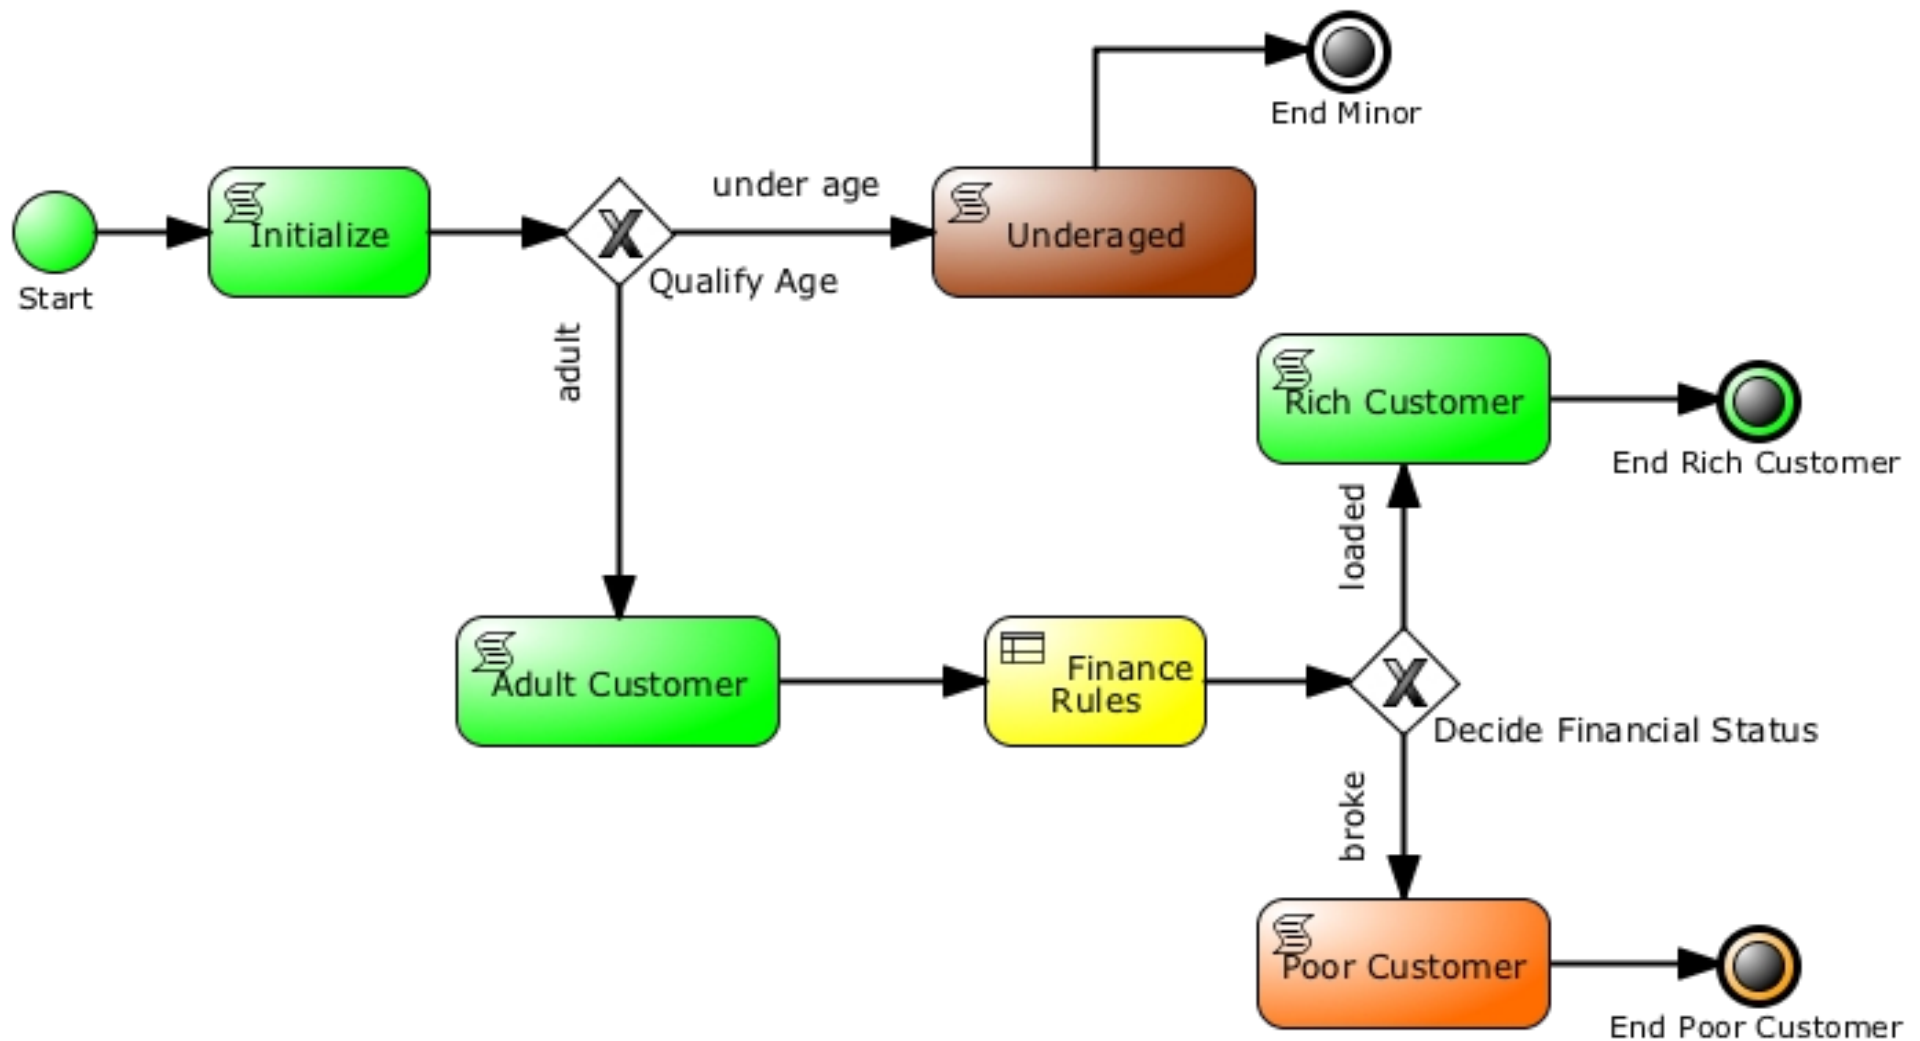 End Minor
under age
Initialize
Underaged
Qualify Age
Start
adult
Rich Customer
End Rich Customer
loaded
Finance
Rules
Adult Customer
Decide Financial Status
broke
Poor Customer
End Poor Customer